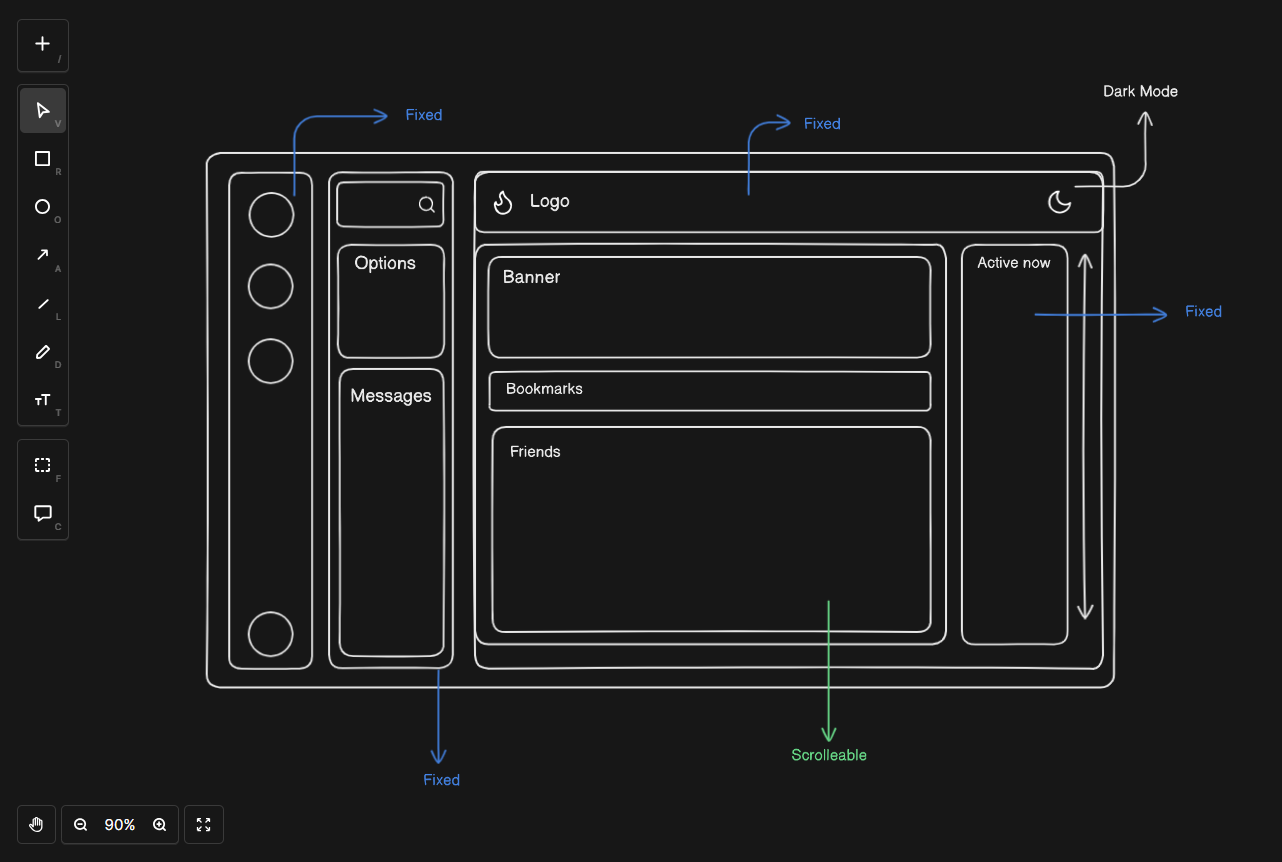 /
V
R
O
A
L
D
T
F
C
Dark Mode
Fixed
Fixed
Logo
Options
Banner
Active now
Fixed
Messages
Bookmarks
Friends
Scrolleable
Fixed
90%